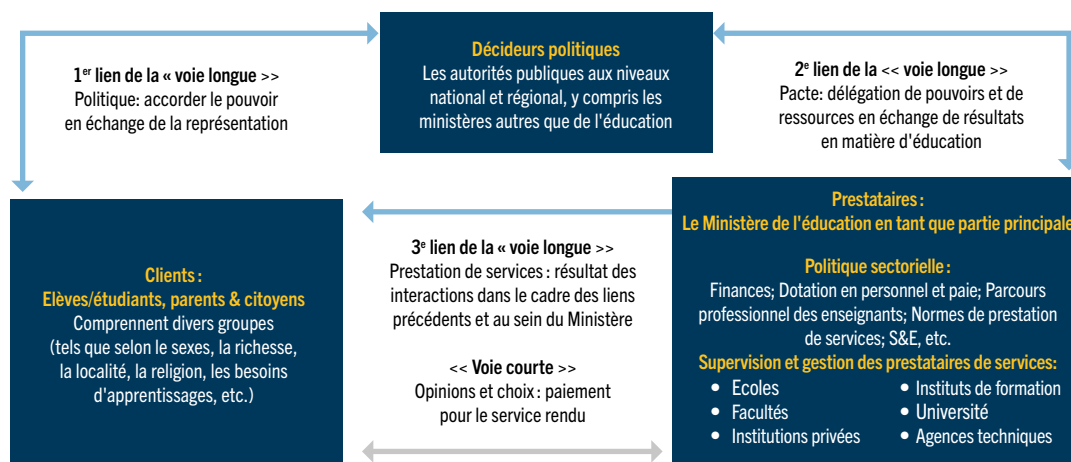 1er lien de la « voie longue >>
Politique: accorder le pouvoir
en échange de la représentation
Décideurs politiques
Les autorités publiques aux niveaux
national et régional, y compris les
ministères autres que de l'éducation
2e lien de la << voie longue >>
Pacte: délégation de pouvoirs et de
ressources en échange de résultats
en matière d'éducation
Clients :
Elèves/étudiants, parents & citoyens
Comprennent divers groupes
(tels que selon le sexes, la richesse,
la localité, la religion, les besoins
d'apprentissages, etc.)
3e lien de la « voie longue >>
Prestation de services : résultat des
interactions dans le cadre des liens
précédents et au sein du Ministère
<< Voie courte >>
Opinions et choix : paiement
pour le service rendu
Prestataires :
Le Ministère de l'éducation en tant que partie principale
Politique sectorielle :
Finances; Dotation en personnel et paie; Parcours
professionnel des enseignants; Normes de prestation
de services; S&E, etc.
Supervision et gestion des prestataires de services:
• Ecoles
• Facultés
• Institutions privées
• Instituts de formation
• Université
• Agences techniques